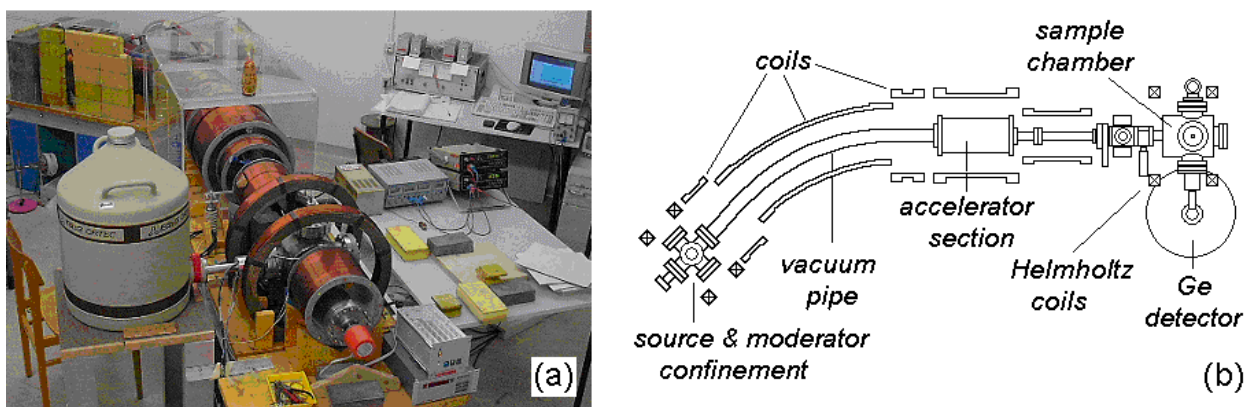 (a)
coils
sample
chamber
accelerator
section
vacuum
pipe
Helmholtz
coils
Ge
detector
source & moderator
confinement
(b)